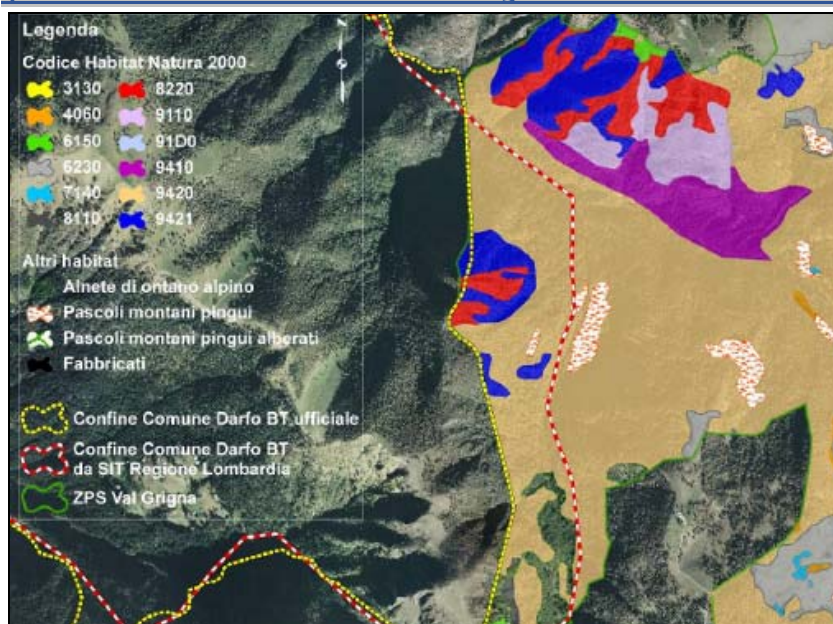 Legenda
Codice Habitat Natura 2000
3130 8220
4060 9110
6150 91D0
6230 9410
7140 9420
8110 9421
Altri habitat
Alnete di ontano alpino
Pascoli montani pingui
Pascoli montani pingui alberati
Fabbricati
Confine Comune Darfo BT ufficiale
Confine Comune Darfo BT
da SIT Regione Lombardia
ZPS Val Grigna